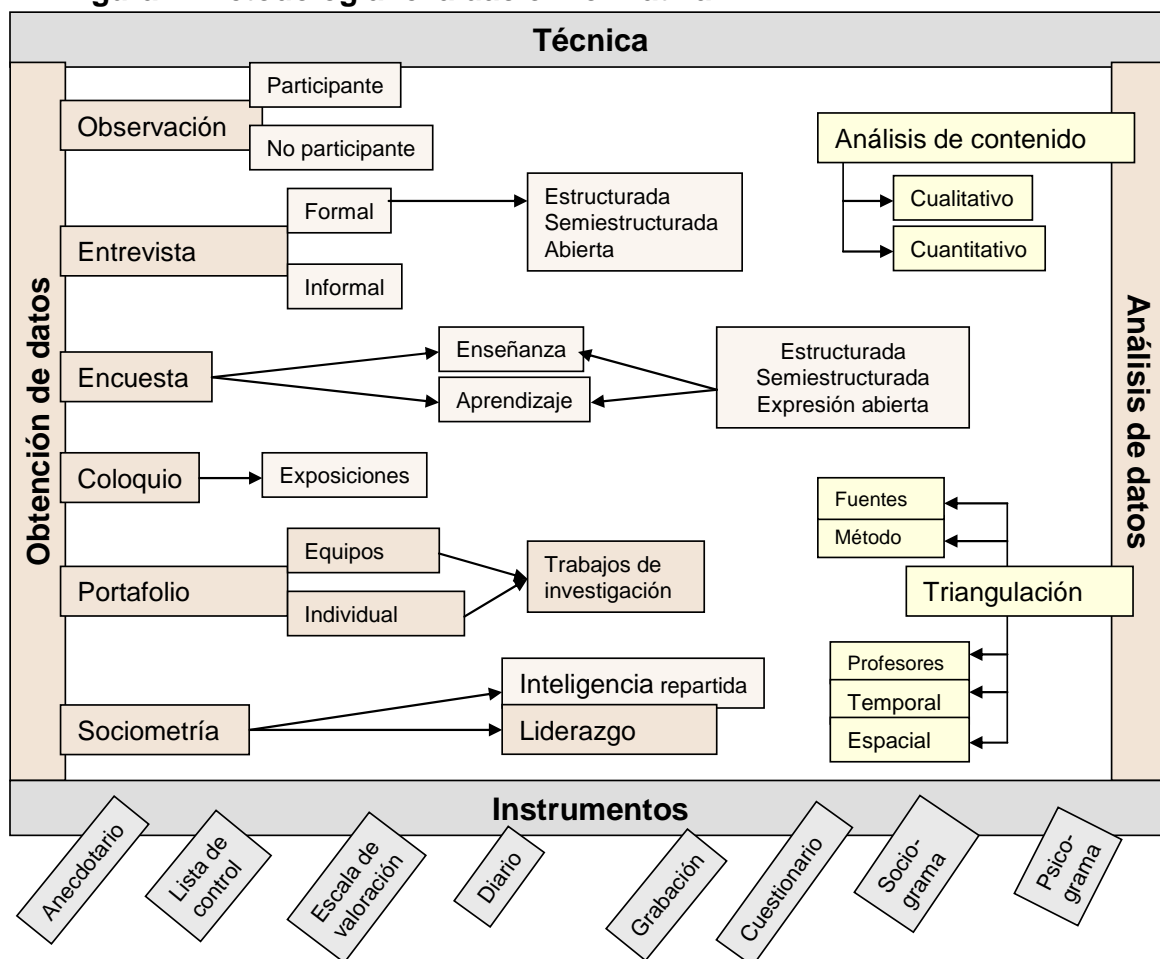 Técnica
Obtención de datos
Observación
Participante
No participante
Entrevista
Formal
Informal
Estructurada
Semiestructurada
Abierta
Encuesta
Enseñanza
Aprendizaje
Estructurada
Semiestructurada
Expresión abierta
Coloquio
Exposiciones
Portafolio
Equipos
Individual
Trabajos de
investigación
Sociometría
Inteligencia repartida
Liderazgo
Análisis de contenido
Cualitativo
Cuantitativo
Fuentes
Método
Triangulación
Profesores
Temporal
Espacial
Análisis de datos
Instrumentos
Anecdotario
Lista de
control
Escala de
valoración
Diario
Grabación
Cuestionario
Socio-
grama
Psico-
grama